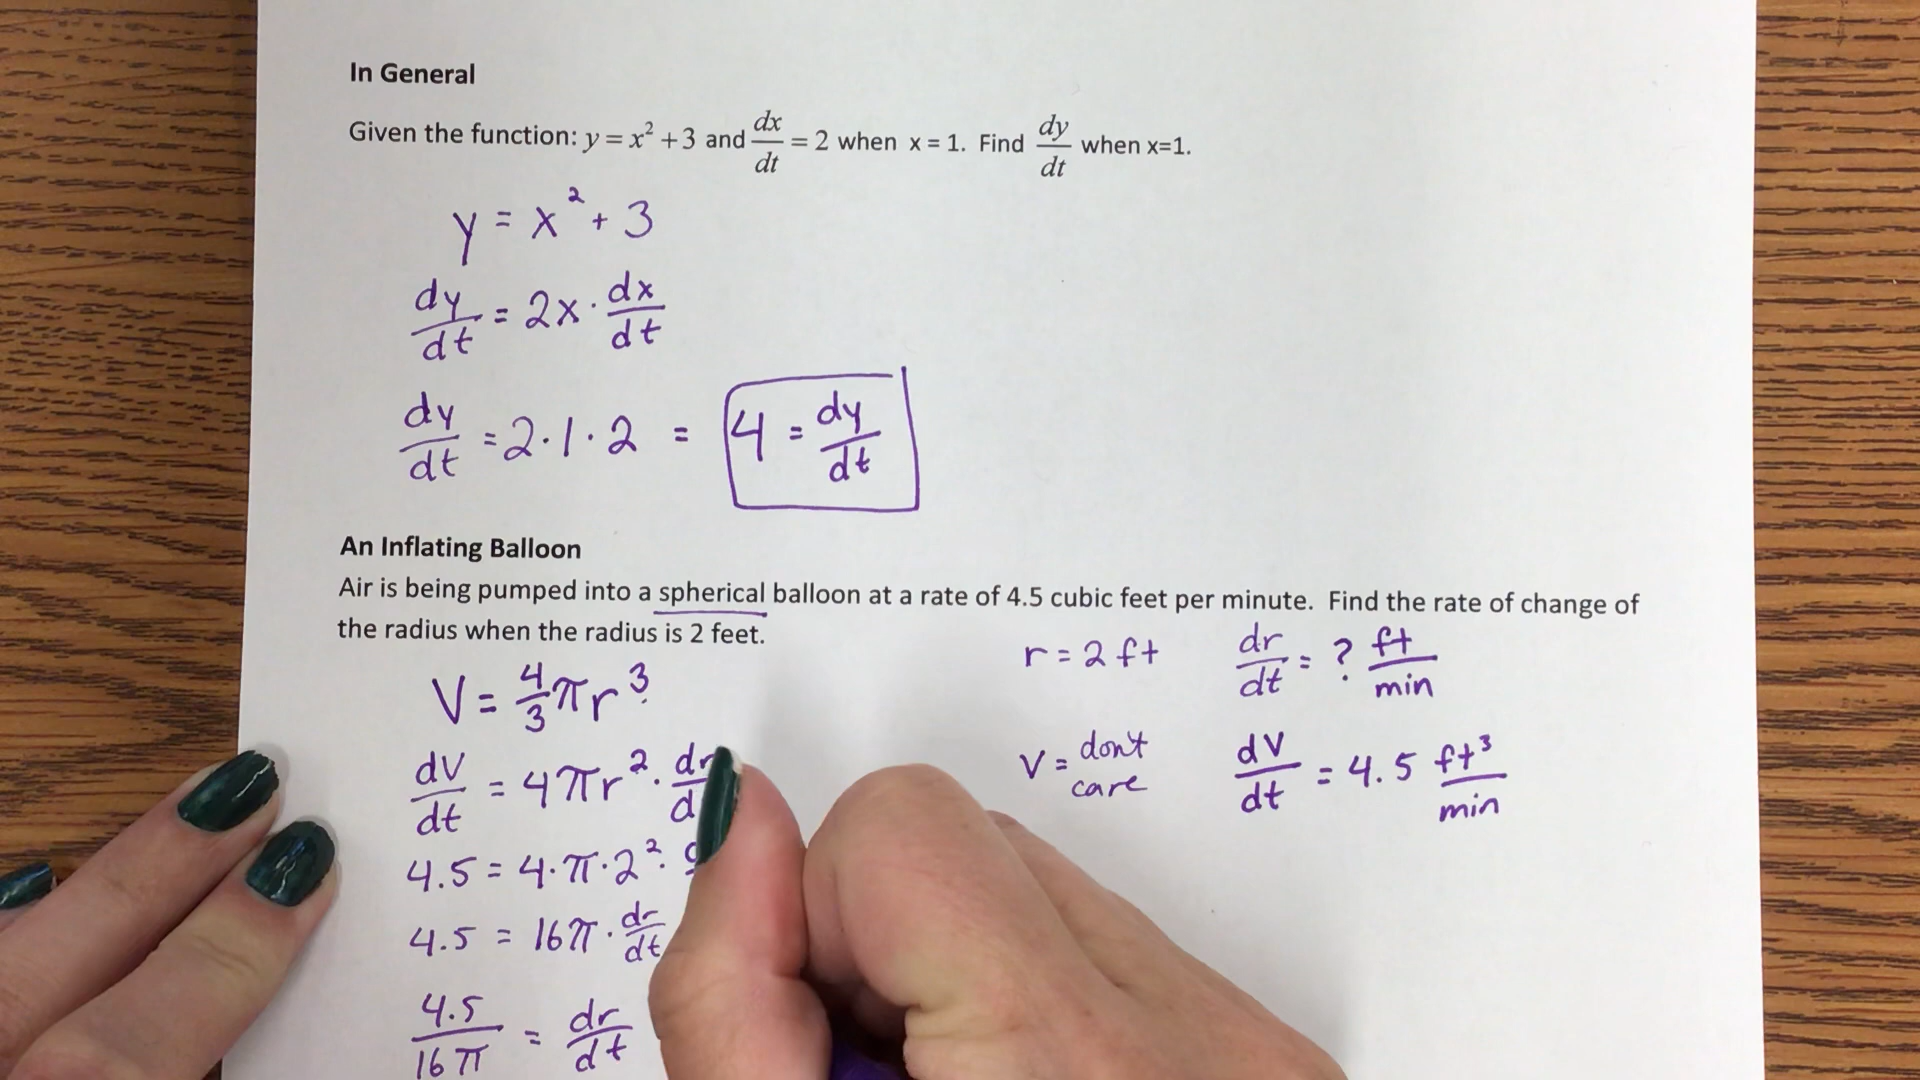 In General
Given the function: y = x² + 3 and dx/dt = 2 when x = 1. Find dy/dt when x=1.
y = x² + 3
dy/dt = 2x · dx/dt
dy/dt = 2 · 1 · 2 = 4 = dy/dt
An Inflating Balloon
Air is being pumped into a spherical balloon at a rate of 4.5 cubic feet per minute. Find the rate of change of
the radius when the radius is 2 feet.
r = 2 ft dr/dt = ? ft/min
V = 4/3 πr³
V = don't care dV/dt = 4.5 ft³/min
dV/dt = 4πr² · dr
4.5 = 4 · π · 2² ·
4.5 = 16π · dr/dt
4.5/16π = dr/dt